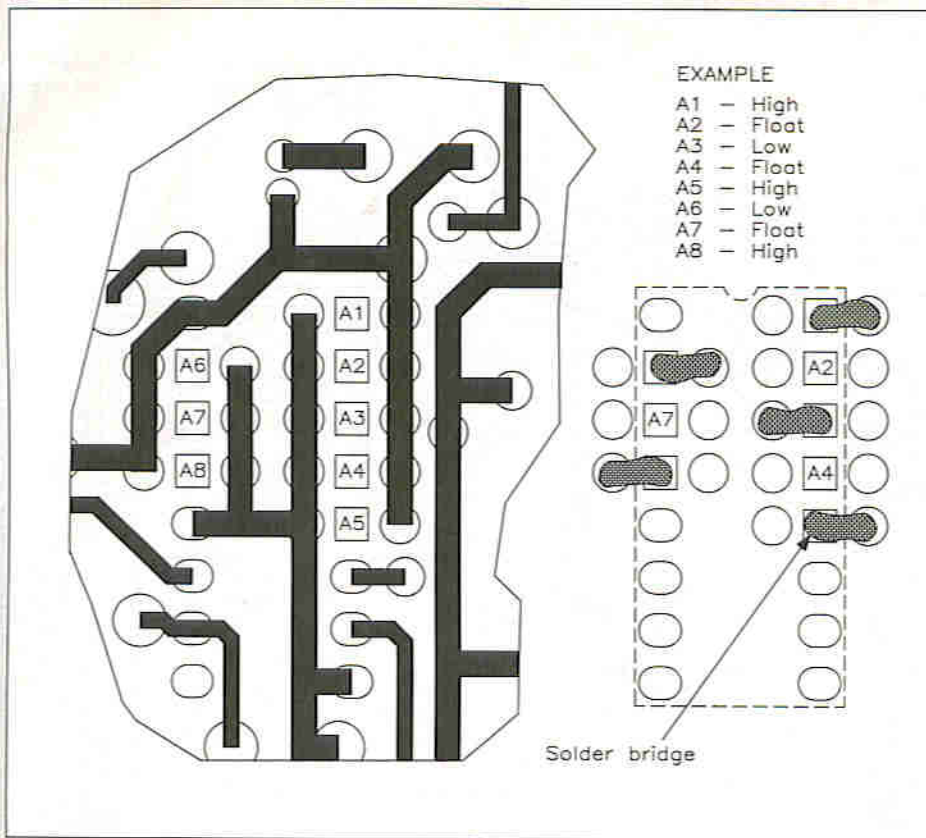 EXAMPLE
A1 – High
A2 – Float
A3 – Low
A4 – Float
A5 – High
A6 – Low
A7 – Float
A8 – High
A1
A6
A2
A7
A3
A8
A4
A5
A2
A7
A4
Solder bridge